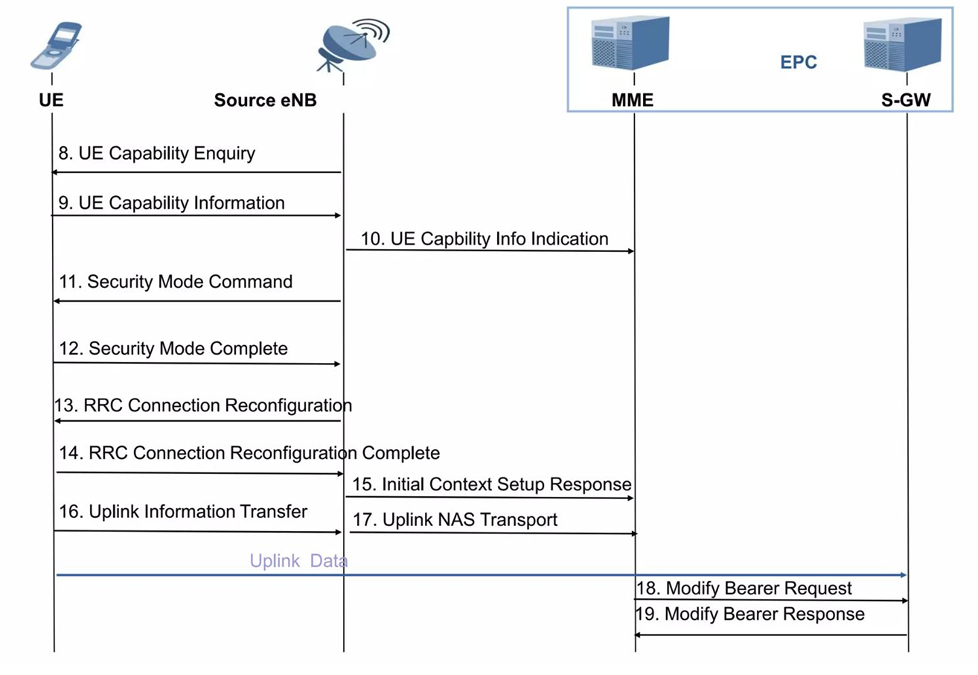 EPC
UE
Source eNB
MME
S-GW
8. UE Capability Enquiry
9. UE Capability Information
10. UE Capbility Info Indication
11. Security Mode Command
12. Security Mode Complete
13. RRC Connection Reconfiguration
14. RRC Connection Reconfiguration Complete
15. Initial Context Setup Response
16. Uplink Information Transfer
17. Uplink NAS Transport
Uplink Data
18. Modify Bearer Request
19. Modify Bearer Response